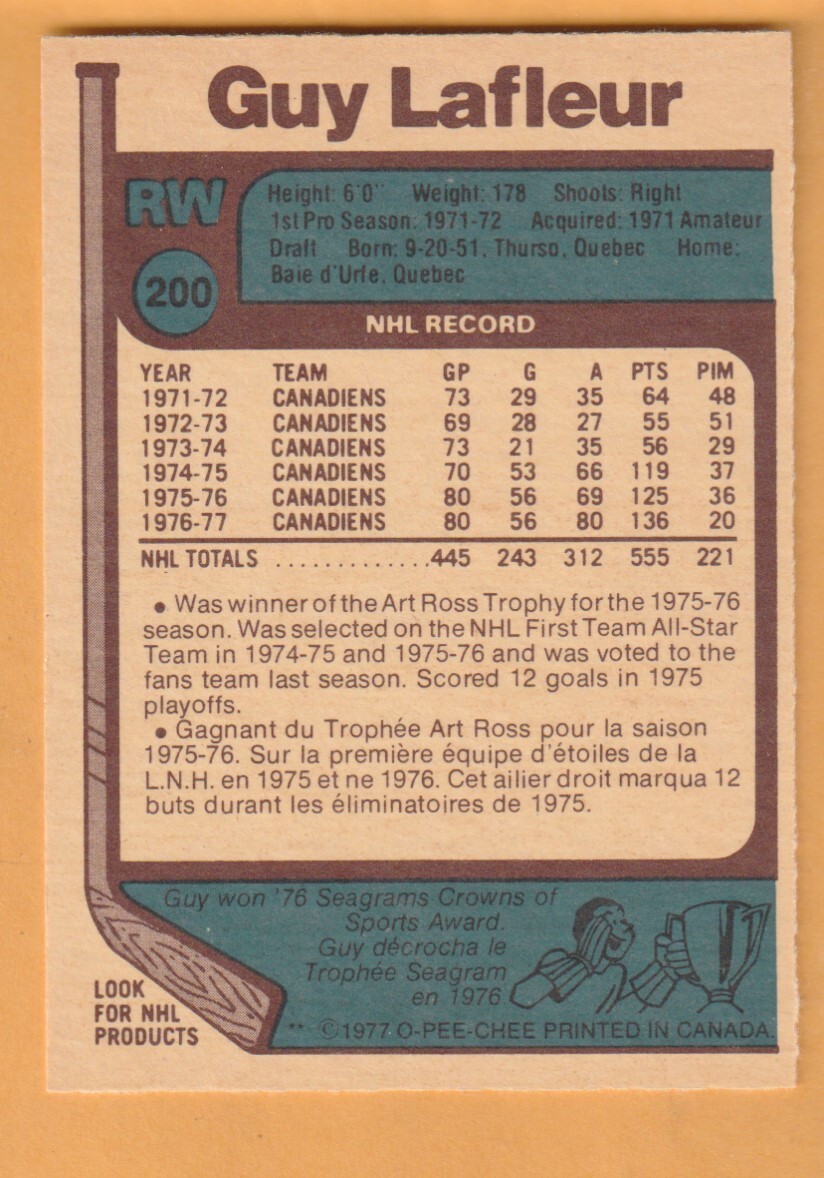 Guy Lafleur
RW
200
Height: 6'0" Weight: 178 Shoots: Right
1st Pro Season: 1971-72 Acquired: 1971 Amateur
Draft Born: 9-20-51, Thurso, Quebec Home:
Baie d'Urfe, Quebec
NHL RECORD
YEAR TEAM GP G A PTS PIM
1971-72 CANADIENS 73 29 35 64 48
1972-73 CANADIENS 69 28 27 55 51
1973-74 CANADIENS 73 21 35 56 29
1974-75 CANADIENS 70 53 66 119 37
1975-76 CANADIENS 80 56 69 125 36
1976-77 CANADIENS 80 56 80 136 20
NHL TOTALS .............445 243 312 555 221
• Was winner of the Art Ross Trophy for the 1975-76
season. Was selected on the NHL First Team All-Star
Team in 1974-75 and 1975-76 and was voted to the
fans team last season. Scored 12 goals in 1975
playoffs.
• Gagnant du Trophée Art Ross pour la saison
1975-76. Sur la première équipe d'étoiles de la
L.N.H. en 1975 et ne 1976. Cet ailier droit marqua 12
buts durant les éliminatoires de 1975.
Guy won '76 Seagrams Crowns of
Sports Award.
Guy décrocha le
Trophée Seagram
en 1976
LOOK
FOR NHL
PRODUCTS
** ©1977 O-PEE-CHEE PRINTED IN CANADA.